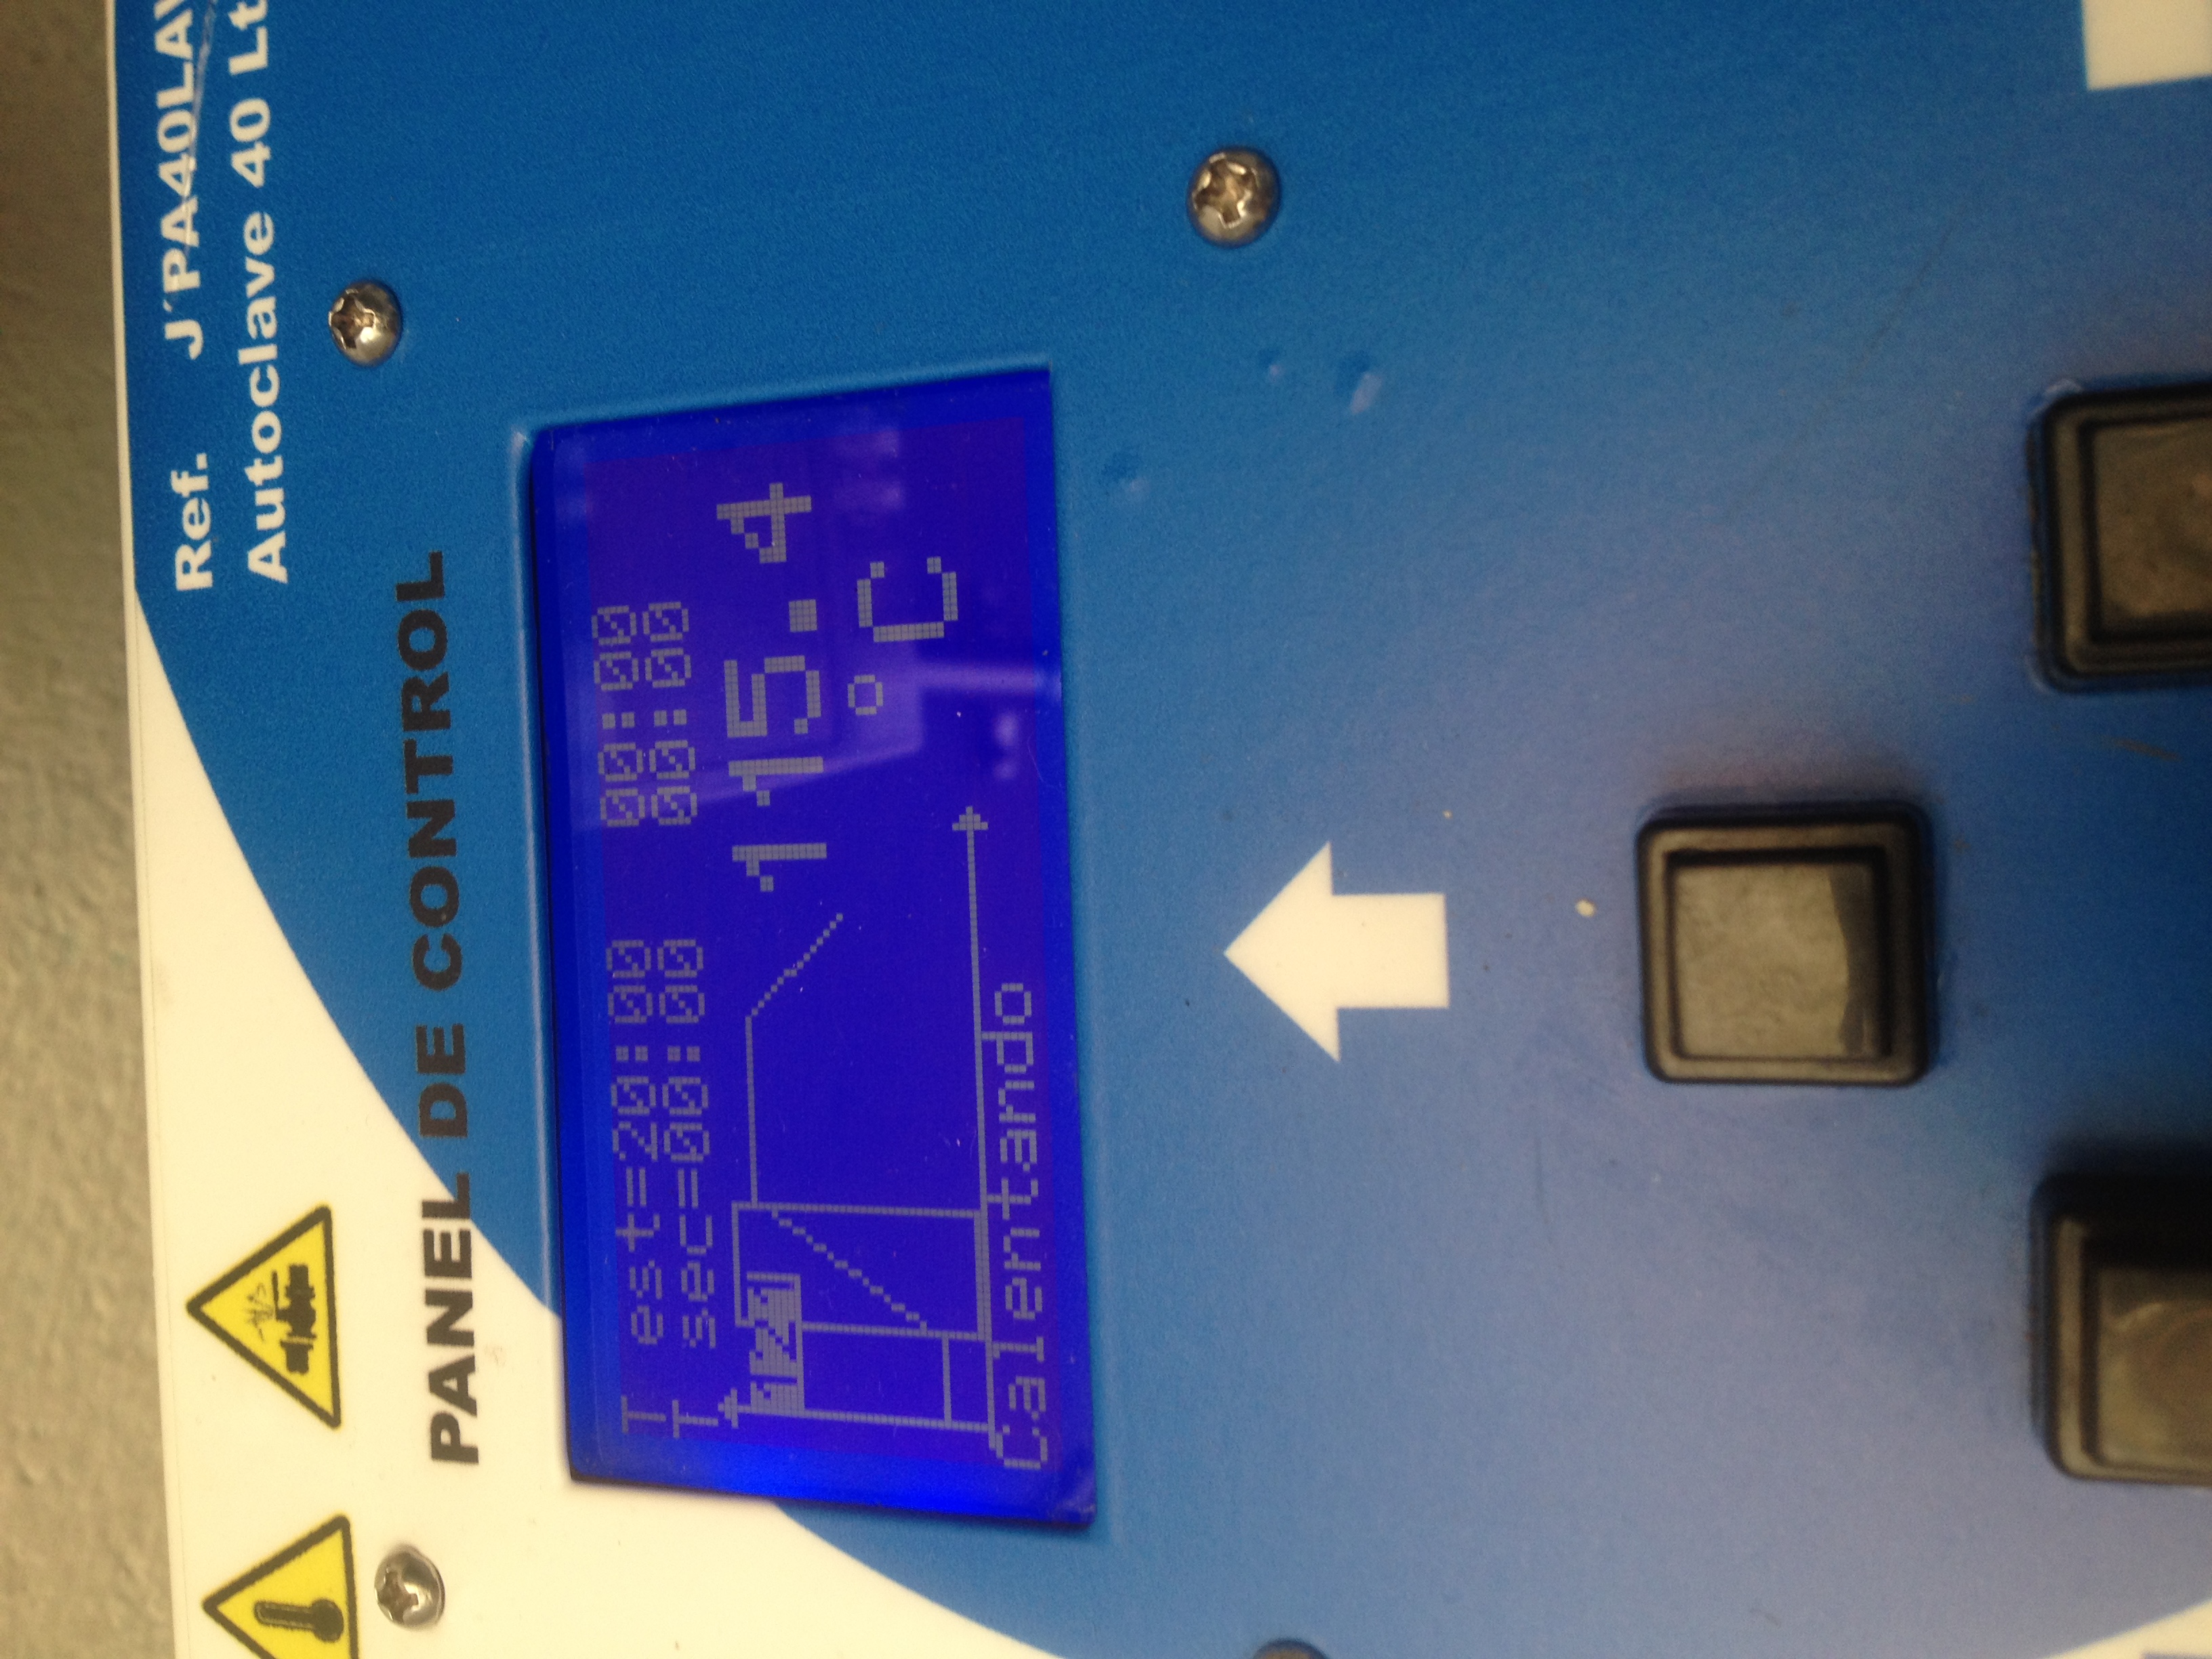 Ref. J´PA40LAV
Autoclave 40 Lt
PANEL DE CONTROL
T est=20:00 00:00
T sec=00:00 00:00
121
115.4
°C
Calentando